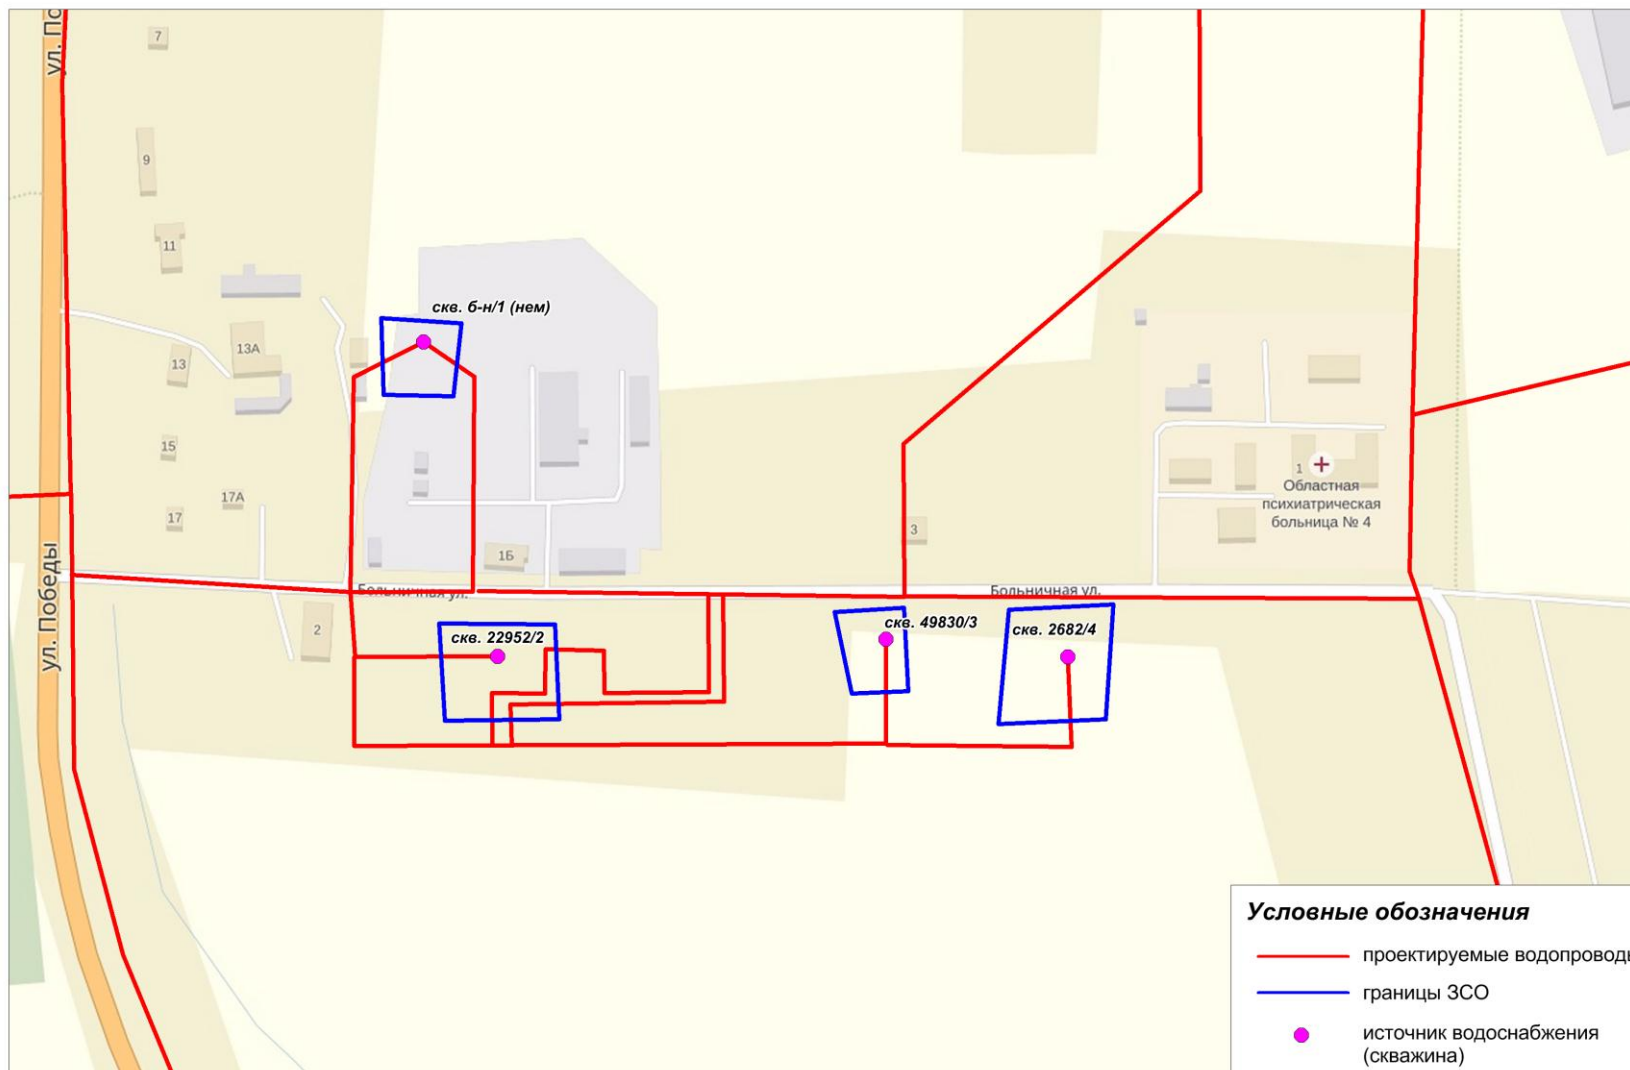 ул. По
7
9
11
скв. б-н/1 (нем)
13А
13
15
17А
17
1
Областная
психиатрическая
больница № 4
3
1Б
ул. Победы
Больничная ул.
Больничная ул.
2
скв. 22952/2
скв. 49830/3
скв. 2682/4
Условные обозначения
проектируемые водопроводы
границы ЗСО
источник водоснабжения
(скважина)